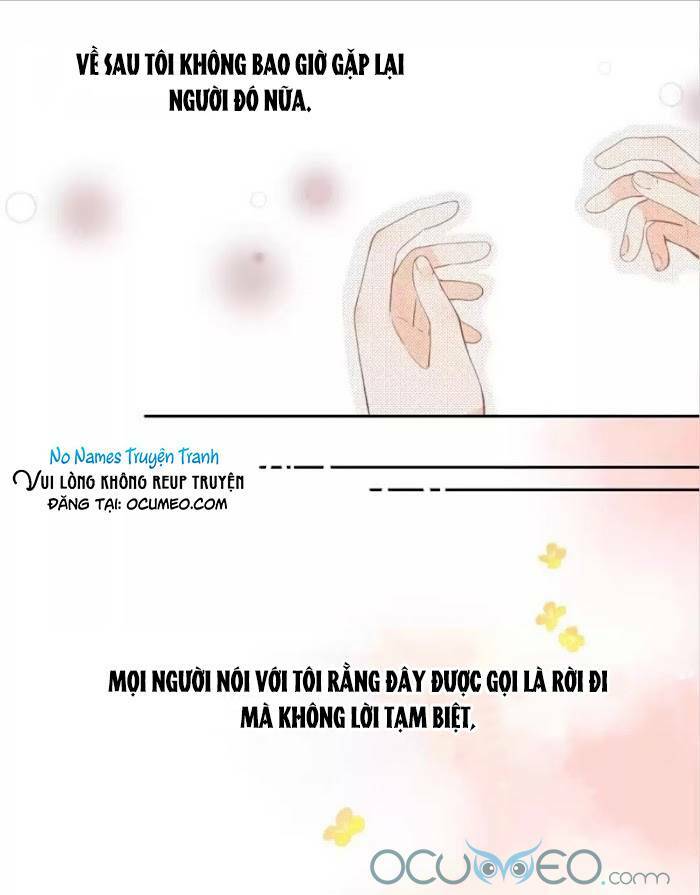 VỀ SAU TÔI KHÔNG BAO GIỜ GẶP LẠI
NGƯỜI ĐÓ NỮA.
No Names Truyện Tranh
VUI LÒNG KHÔNG REUP TRUYỆN
ĐĂNG TẠI: OCUMEO.COM
MỌI NGƯỜI NÓI VỚI TÔI RẰNG ĐÂY ĐƯỢC GỌI LÀ RỜI ĐI
MÀ KHÔNG LỜI TẠM BIỆT,
OCUMEO.comm